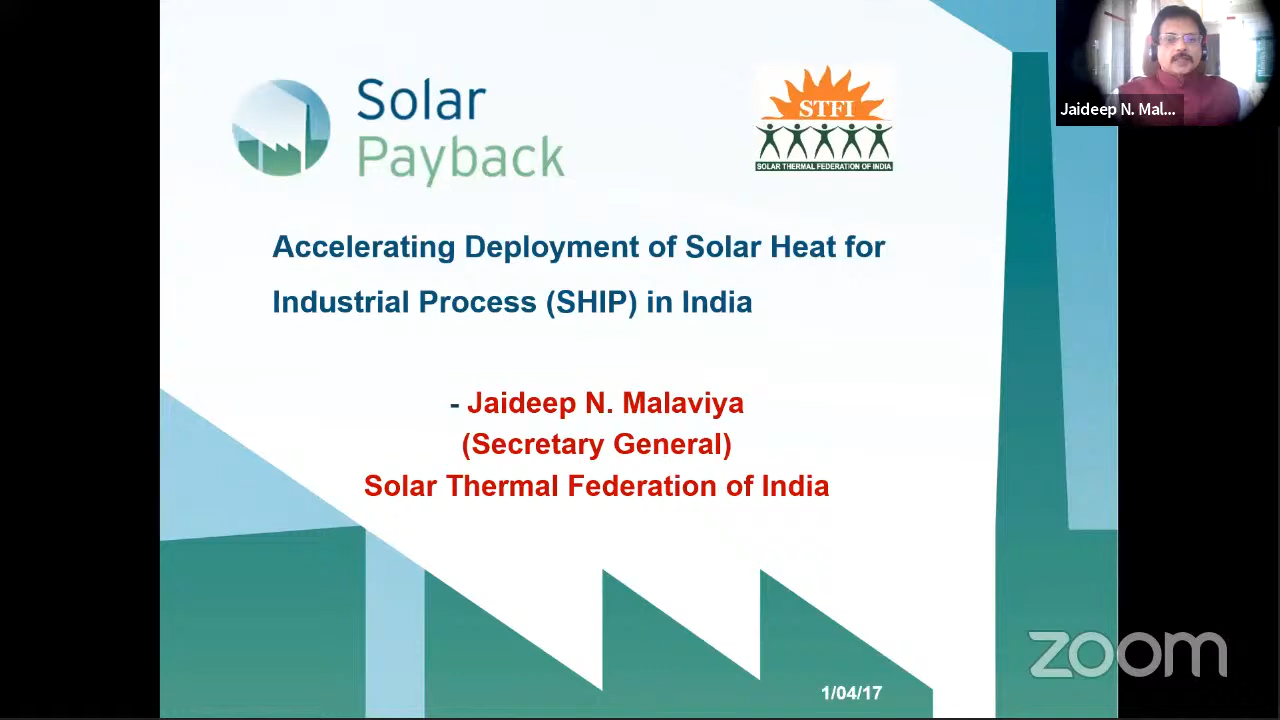 Solar
Payback
STFI
SOLAR THERMAL FEDERATION OF INDIA
Jaideep N. Mal...
Accelerating Deployment of Solar Heat for
Industrial Process (SHIP) in India
- Jaideep N. Malaviya
(Secretary General)
Solar Thermal Federation of India
zoom
1/04/17